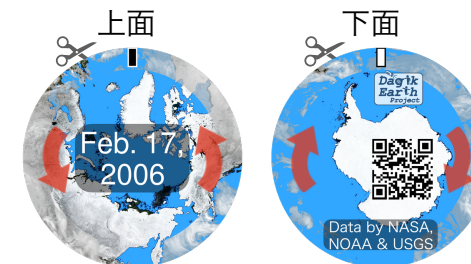 上面
下面
Feb. 17,
2006
Dagik
Earth
Project
Data by NASA,
NOAA & USGS